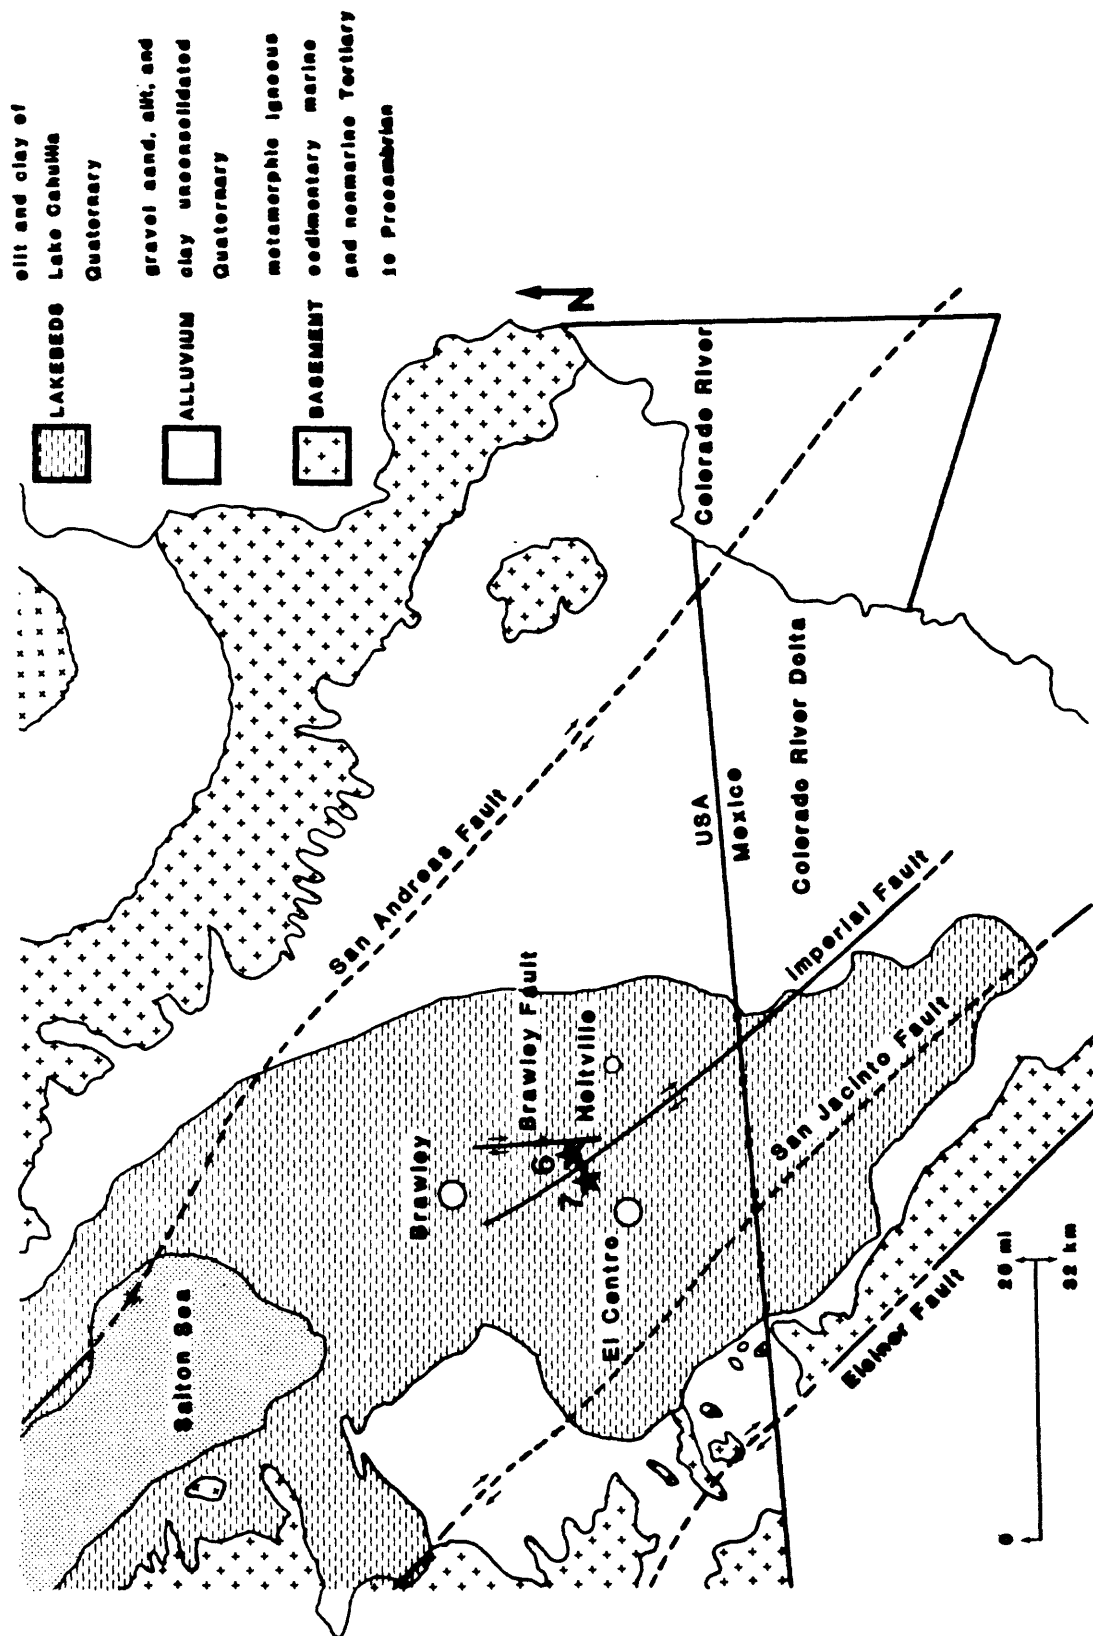 silt and clay of
LAKEBEDS Lake Cahuilla
Quaternary
gravel sand, silt, and
ALLUVIUM clay unconsolidated
Quaternary
metamorphic igneous
BASEMENT sedimentary marine
and nonmarine Tertiary
to Precambrian
N
Salton Sea
San Andreas Fault
Brawley
Brawley Fault
Holtville
6
7
El Centro
Colorado River
USA
Mexico
Colorado River Delta
Imperial Fault
San Jacinto Fault
Elsinor Fault
0
20 mi
32 km